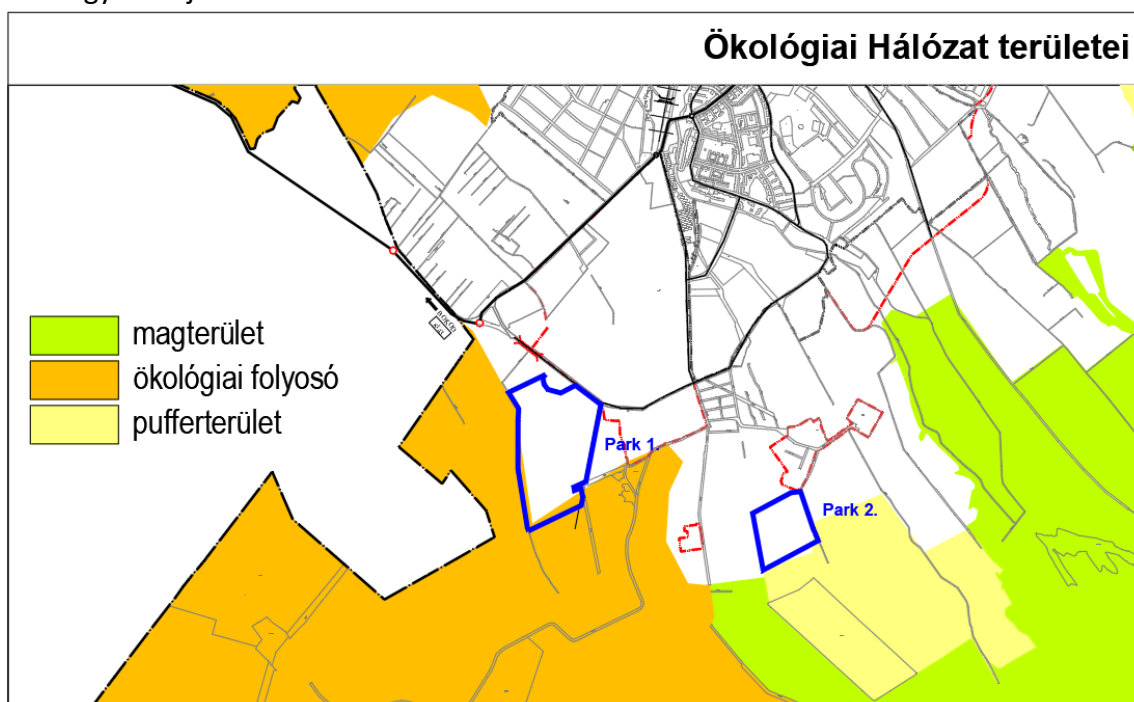 Ökológiai Hálózat területei
magterület
ökológiai folyosó
pufferterület
Park 1.
Park 2.